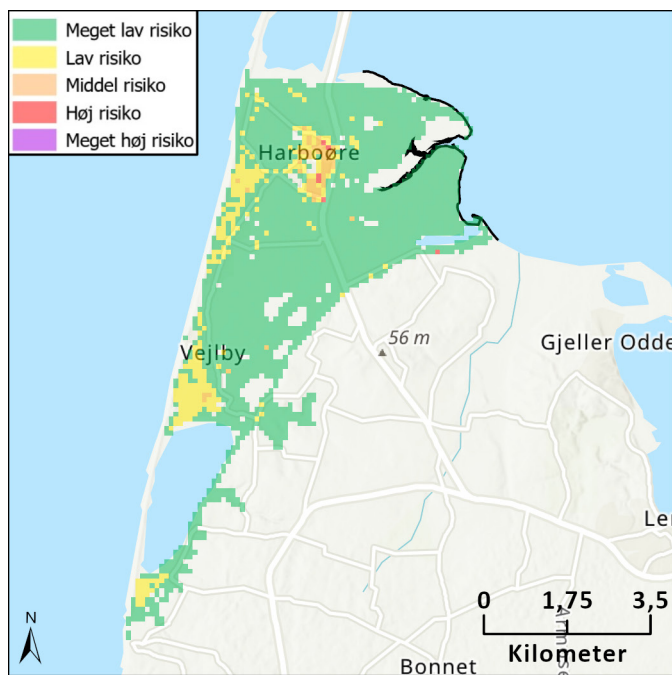 Meget lav risiko
Lav risiko
Middel risiko
Høj risiko
Meget høj risiko
Harboøre
56 m
Gjeller Odde
Vejlby
N
0 1,75 3,5
Kilometer
Bonnet